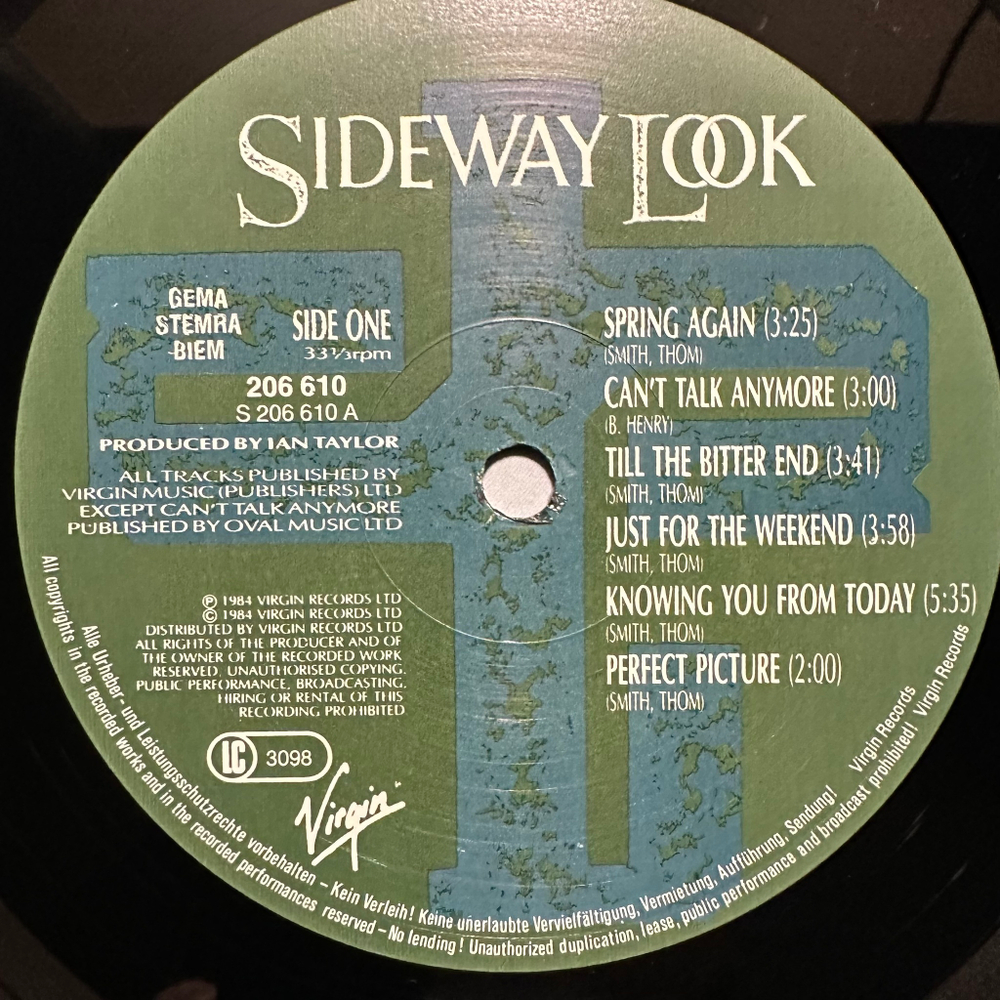 SIDEWAY LOOK
GEMA
STEMRA
BIEM
SIDE ONE
33⅓rpm
206 610
S 206 610 A
PRODUCED BY IAN TAYLOR
ALL TRACKS PUBLISHED BY
VIRGIN MUSIC (PUBLISHERS) LTD
EXCEPT CAN'T TALK ANYMORE
PUBLISHED BY OVAL MUSIC LTD
SPRING AGAIN (3:25)
(SMITH, THOM)
CAN'T TALK ANYMORE (3:00)
(B. HENRY)
TILL THE BITTER END (3:41)
(SMITH, THOM)
JUST FOR THE WEEKEND (3:58)
(SMITH, THOM)
KNOWING YOU FROM TODAY (5:35)
(SMITH, THOM)
PERFECT PICTURE (2:00)
(SMITH, THOM)
℗ 1984 VIRGIN RECORDS LTD
© 1984 VIRGIN RECORDS LTD
DISTRIBUTED BY VIRGIN RECORDS LTD
ALL RIGHTS OF THE PRODUCER AND OF
THE OWNER OF THE RECORDED WORK
RESERVED. UNAUTHORISED COPYING,
PUBLIC PERFORMANCE, BROADCASTING,
HIRING OR RENTAL OF THIS
RECORDING PROHIBITED
LC 3098
Virgin
Alle Urheber- und Leistungsschutzrechte vorbehalten – Kein Verleih! Keine unerlaubte Vervielfältigung, Vermietung, Aufführung, Sendung! Virgin Records
All copyrights in the recorded works and in the recorded performances reserved – No lending! Unauthorized duplication, lease, public performance and broadcast prohibited! Virgin Records